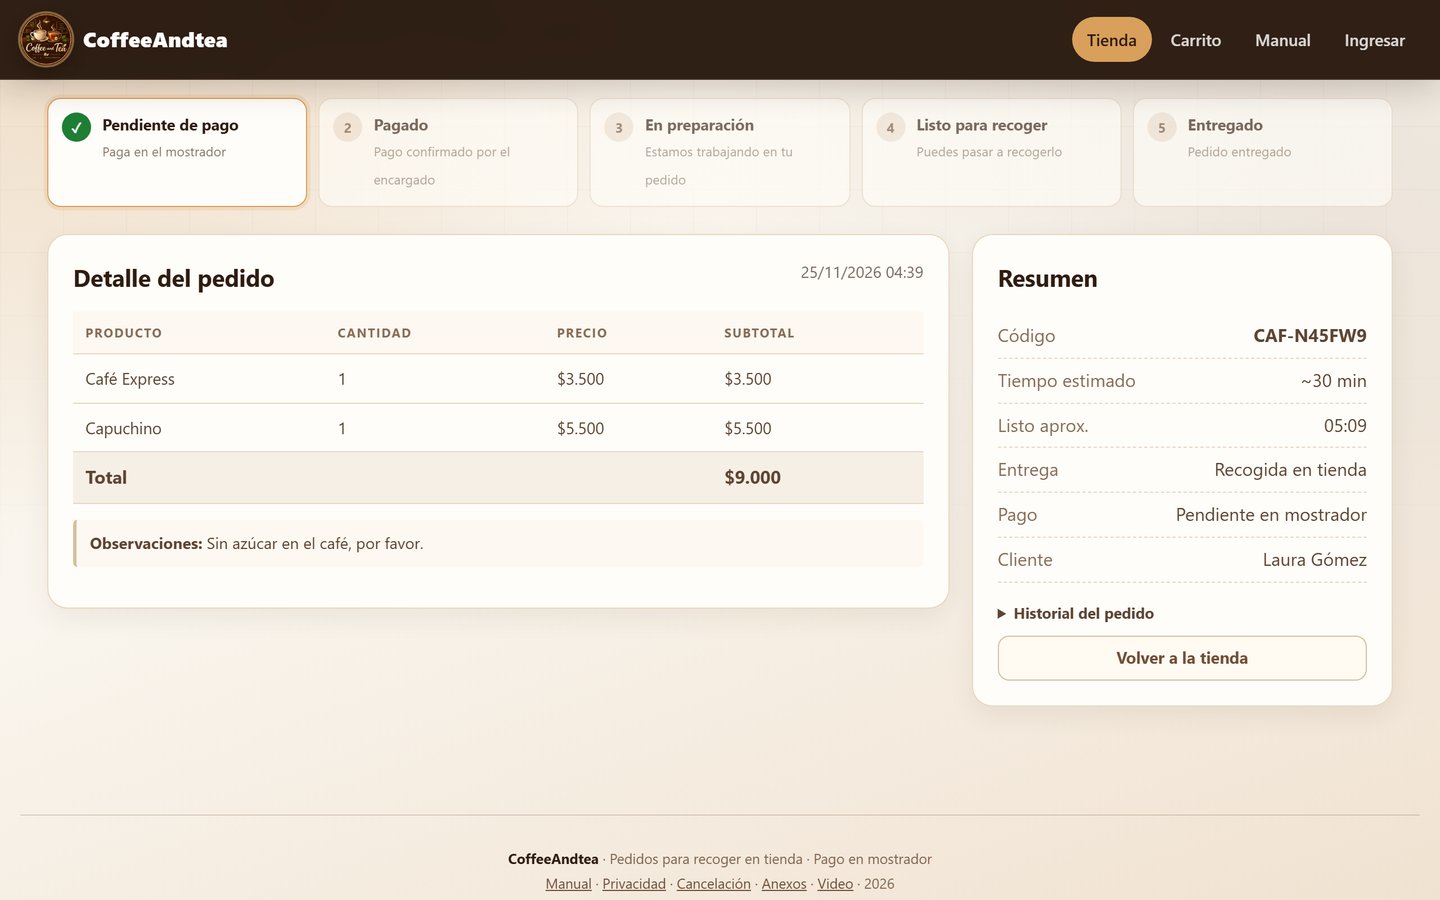 Coffee and Tea
CoffeeAndtea
Tienda
Carrito
Manual
Ingresar
Pendiente de pago
Paga en el mostrador
2
Pagado
Pago confirmado por el
encargado
3
En preparación
Estamos trabajando en tu
pedido
4
Listo para recoger
Puedes pasar a recogerlo
5
Entregado
Pedido entregado
Detalle del pedido
25/11/2026 04:39
PRODUCTO CANTIDAD PRECIO SUBTOTAL
Café Express 1 $3.500 $3.500
Capuchino 1 $5.500 $5.500
Total $9.000
Observaciones: Sin azúcar en el café, por favor.
Resumen
Código CAF-N45FW9
Tiempo estimado ~30 min
Listo aprox. 05:09
Entrega Recogida en tienda
Pago Pendiente en mostrador
Cliente Laura Gómez
Historial del pedido
Volver a la tienda
CoffeeAndtea · Pedidos para recoger en tienda · Pago en mostrador
Manual · Privacidad · Cancelación · Anexos · Video · 2026